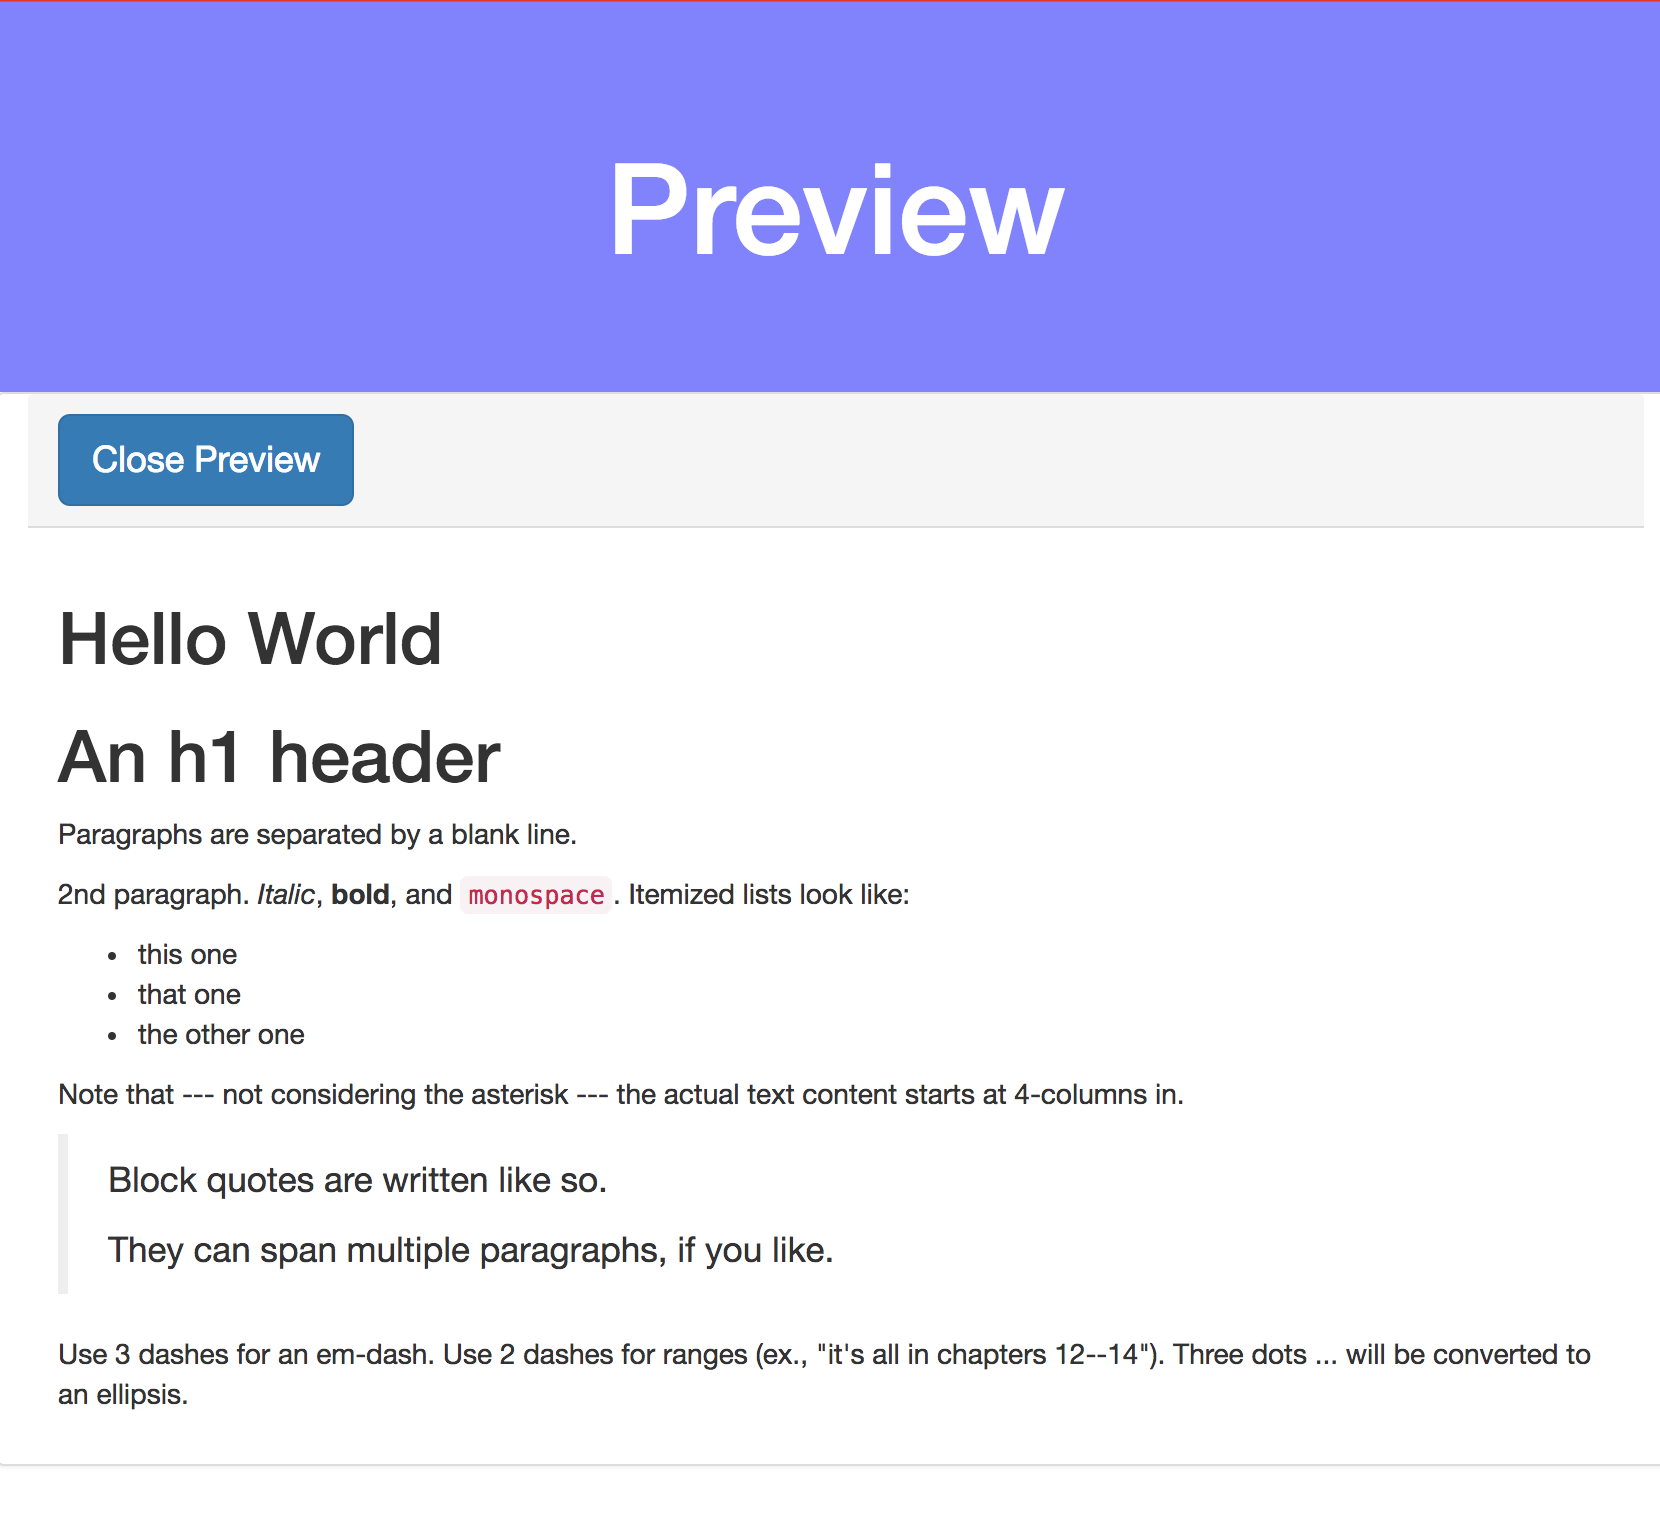 Preview
Close Preview
Hello World
An h1 header
Paragraphs are separated by a blank line.
2nd paragraph. Italic, bold, and monospace. Itemized lists look like:
• this one
• that one
• the other one
Note that --- not considering the asterisk --- the actual text content starts at 4-columns in.
Block quotes are written like so.
They can span multiple paragraphs, if you like.
Use 3 dashes for an em-dash. Use 2 dashes for ranges (ex., "it's all in chapters 12--14"). Three dots ... will be converted to
an ellipsis.